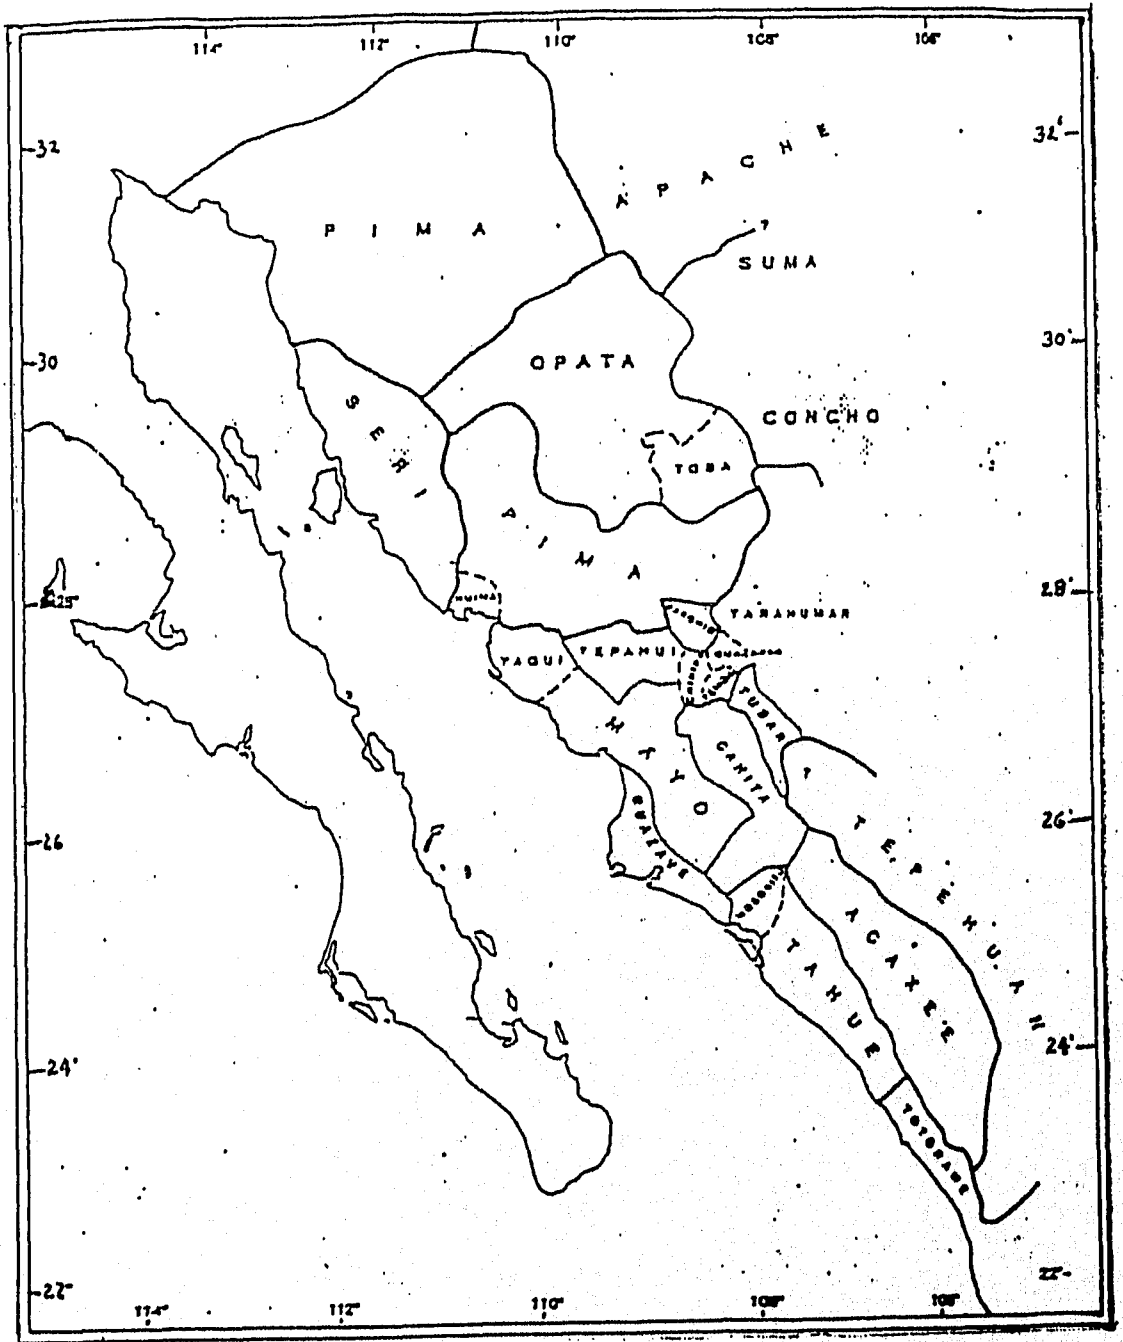 114° 112° 110° 108° 106°
32 32°
APACHE
PIMA
?
SUMA
30 30°
OPATA
SERI
CONCHO
TOBA
PIMA
28°
TARAHUMAR
YAQUI
TEPAHUI
TUBAR
MAYO
CAHITA
?
26 26°
GUAZAVE
TEPEHUAN
ACAXEE
TAHUE
24° 24°
TOTORAME
22° 22°
114° 112° 110° 108° 106°